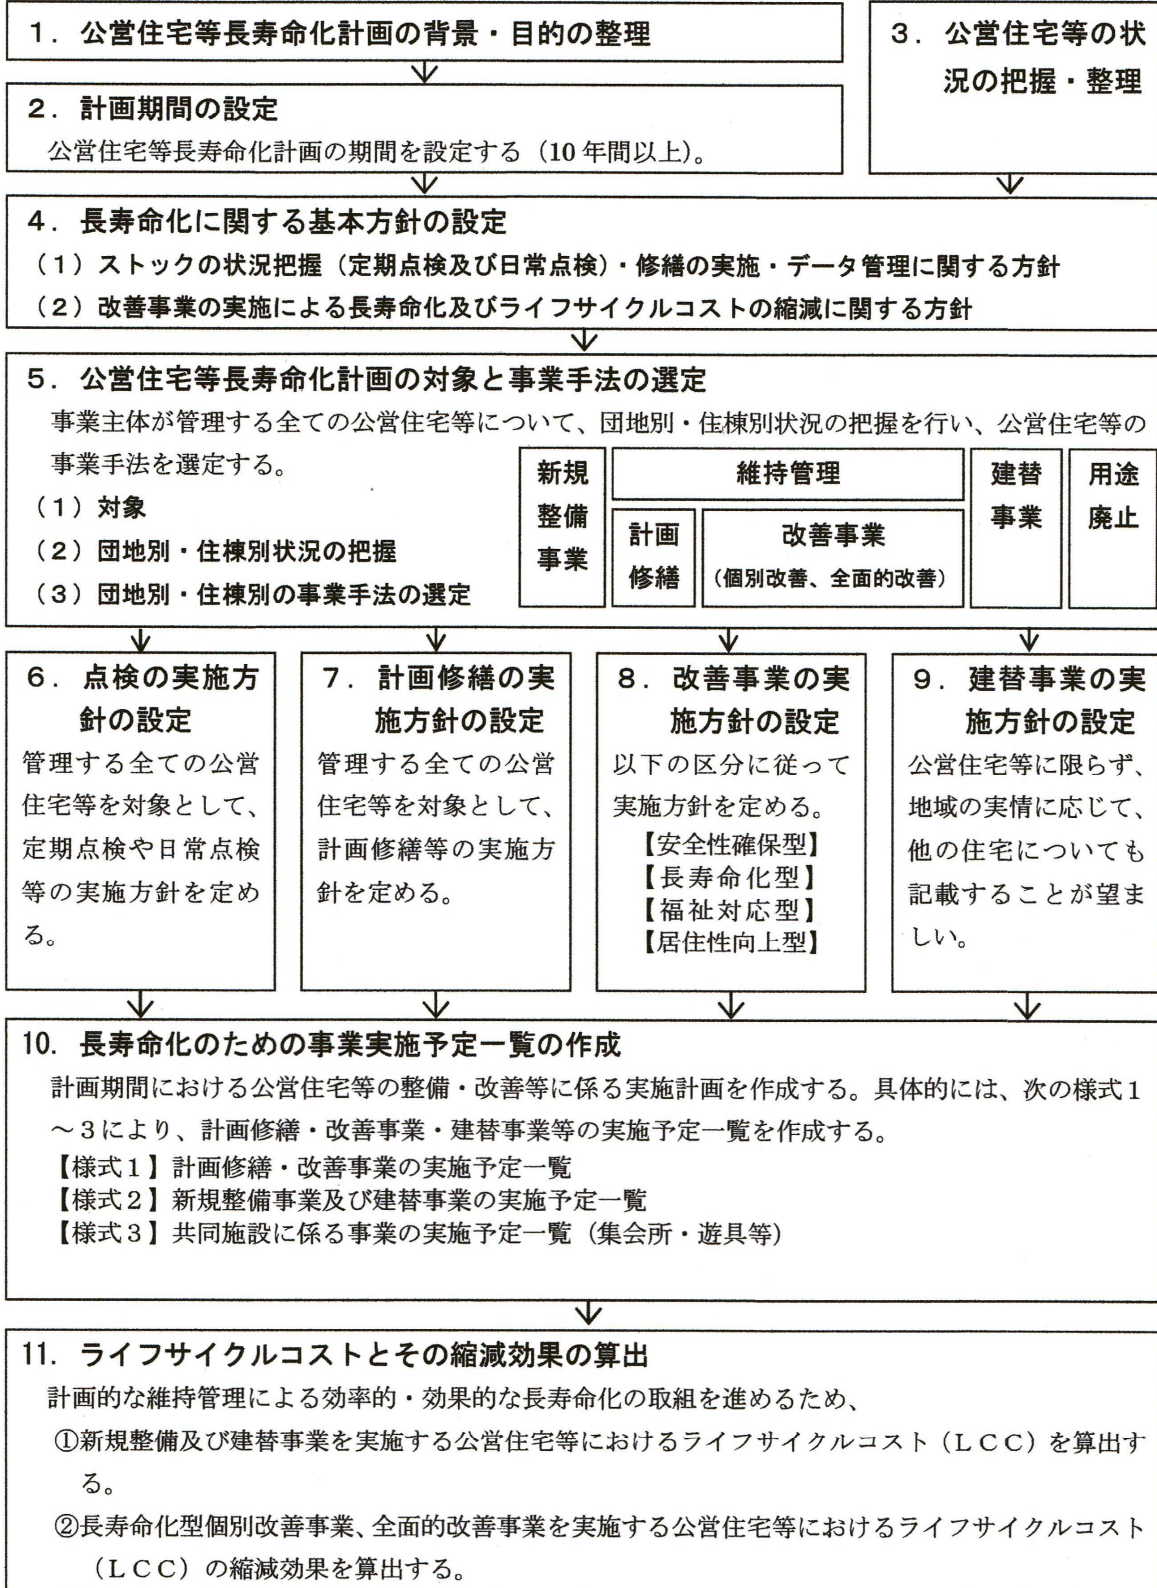 １．公営住宅等長寿命化計画の背景・目的の整理
３．公営住宅等の状
況の把握・整理
２．計画期間の設定
公営住宅等長寿命化計画の期間を設定する（10 年間以上）。
４．長寿命化に関する基本方針の設定
（１）ストックの状況把握（定期点検及び日常点検）・修繕の実施・データ管理に関する方針
（２）改善事業の実施による長寿命化及びライフサイクルコストの縮減に関する方針
５．公営住宅等長寿命化計画の対象と事業手法の選定
事業主体が管理する全ての公営住宅等について、団地別・住棟別状況の把握を行い、公営住宅等の
事業手法を選定する。
（１）対象
（２）団地別・住棟別状況の把握
（３）団地別・住棟別の事業手法の選定
新規
整備
事業
維持管理
計画
修繕
改善事業
（個別改善、全面的改善）
建替
事業
用途
廃止
６．点検の実施方
針の設定
管理する全ての公営
住宅等を対象として、
定期点検や日常点検
等の実施方針を定め
る。
７．計画修繕の実
施方針の設定
管理する全ての公営
住宅等を対象として、
計画修繕等の実施方
針を定める。
８．改善事業の実
施方針の設定
以下の区分に従って
実施方針を定める。
【安全性確保型】
【長寿命化型】
【福祉対応型】
【居住性向上型】
９．建替事業の実
施方針の設定
公営住宅等に限らず、
地域の実情に応じて、
他の住宅についても
記載することが望ま
しい。
10．長寿命化のための事業実施予定一覧の作成
計画期間における公営住宅等の整備・改善等に係る実施計画を作成する。具体的には、次の様式１
～３により、計画修繕・改善事業・建替事業等の実施予定一覧を作成する。
【様式１】計画修繕・改善事業の実施予定一覧
【様式２】新規整備事業及び建替事業の実施予定一覧
【様式３】共同施設に係る事業の実施予定一覧（集会所・遊具等）
11．ライフサイクルコストとその縮減効果の算出
計画的な維持管理による効率的・効果的な長寿命化の取組を進めるため、
①新規整備及び建替事業を実施する公営住宅等におけるライフサイクルコスト（ＬＣＣ）を算出す
る。
②長寿命化型個別改善事業、全面的改善事業を実施する公営住宅等におけるライフサイクルコスト
（ＬＣＣ）の縮減効果を算出する。